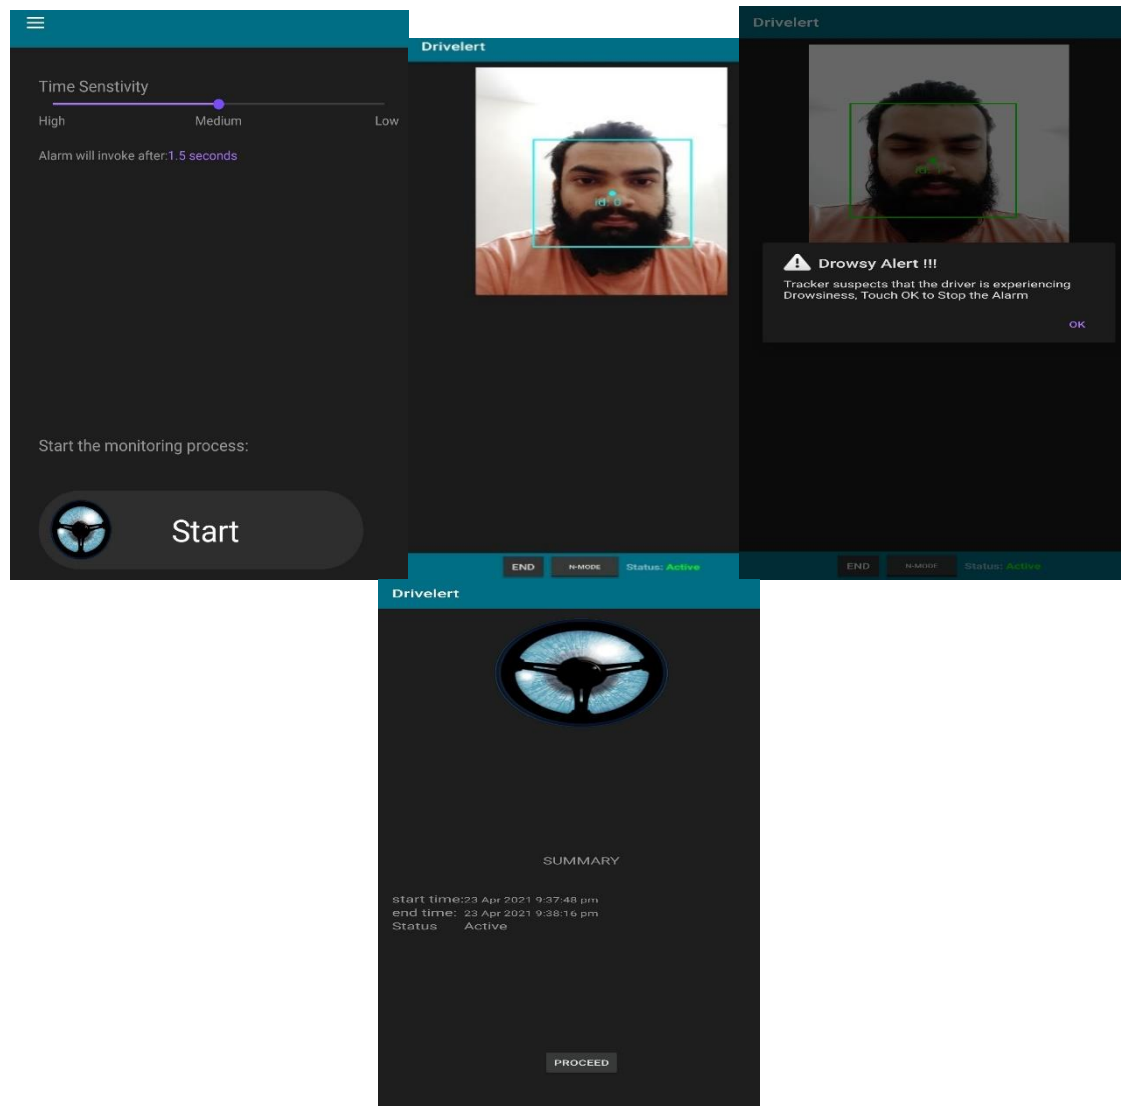 Time Senstivity
High Medium Low
Alarm will invoke after:1.5 seconds
Start the monitoring process:
Start
Drivelert
id: 0
END N-MODE Status: Active
Drivelert
id: 1
Drowsy Alert !!!
Tracker suspects that the driver is experiencing
Drowsiness, Touch OK to Stop the Alarm
OK
END N-MODE Status: Active
Drivelert
SUMMARY
start time:23 Apr 2021 9:37:48 pm
end time: 23 Apr 2021 9:38:16 pm
Status Active
PROCEED